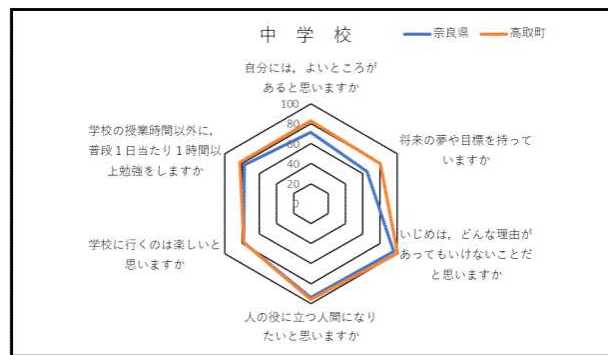 中 学 校
奈良県
高取町
自分には，よいところが
あると思いますか
100
80
60
40
20
0
将来の夢や目標を持って
いますか
いじめは，どんな理由が
あってもいけないことだ
と思いますか
人の役に立つ人間になり
たいと思いますか
学校に行くのは楽しいと
思いますか
学校の授業時間以外に，
普段１日当たり１時間以
上勉強をしますか